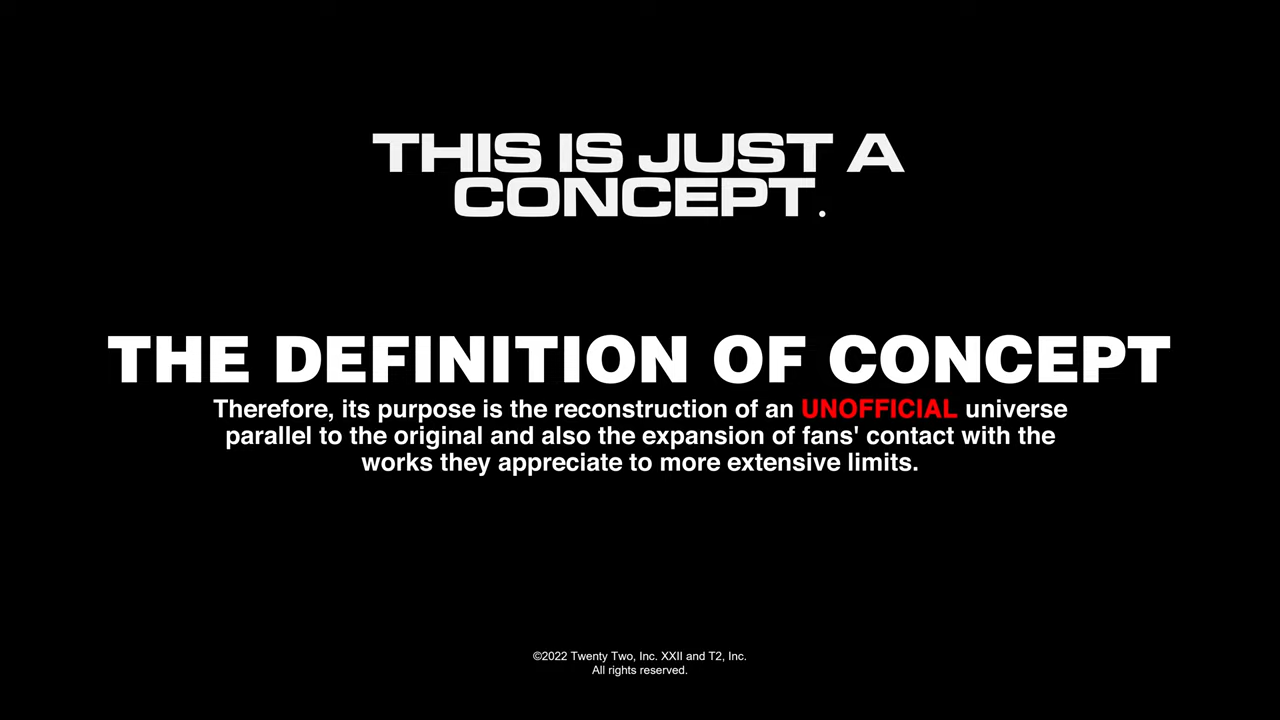 THIS IS JUST A
CONCEPT.
THE DEFINITION OF CONCEPT
Therefore, its purpose is the reconstruction of an UNOFFICIAL universe
parallel to the original and also the expansion of fans' contact with the
works they appreciate to more extensive limits.
©2022 Twenty Two, Inc. XXII and T2, Inc.
All rights reserved.